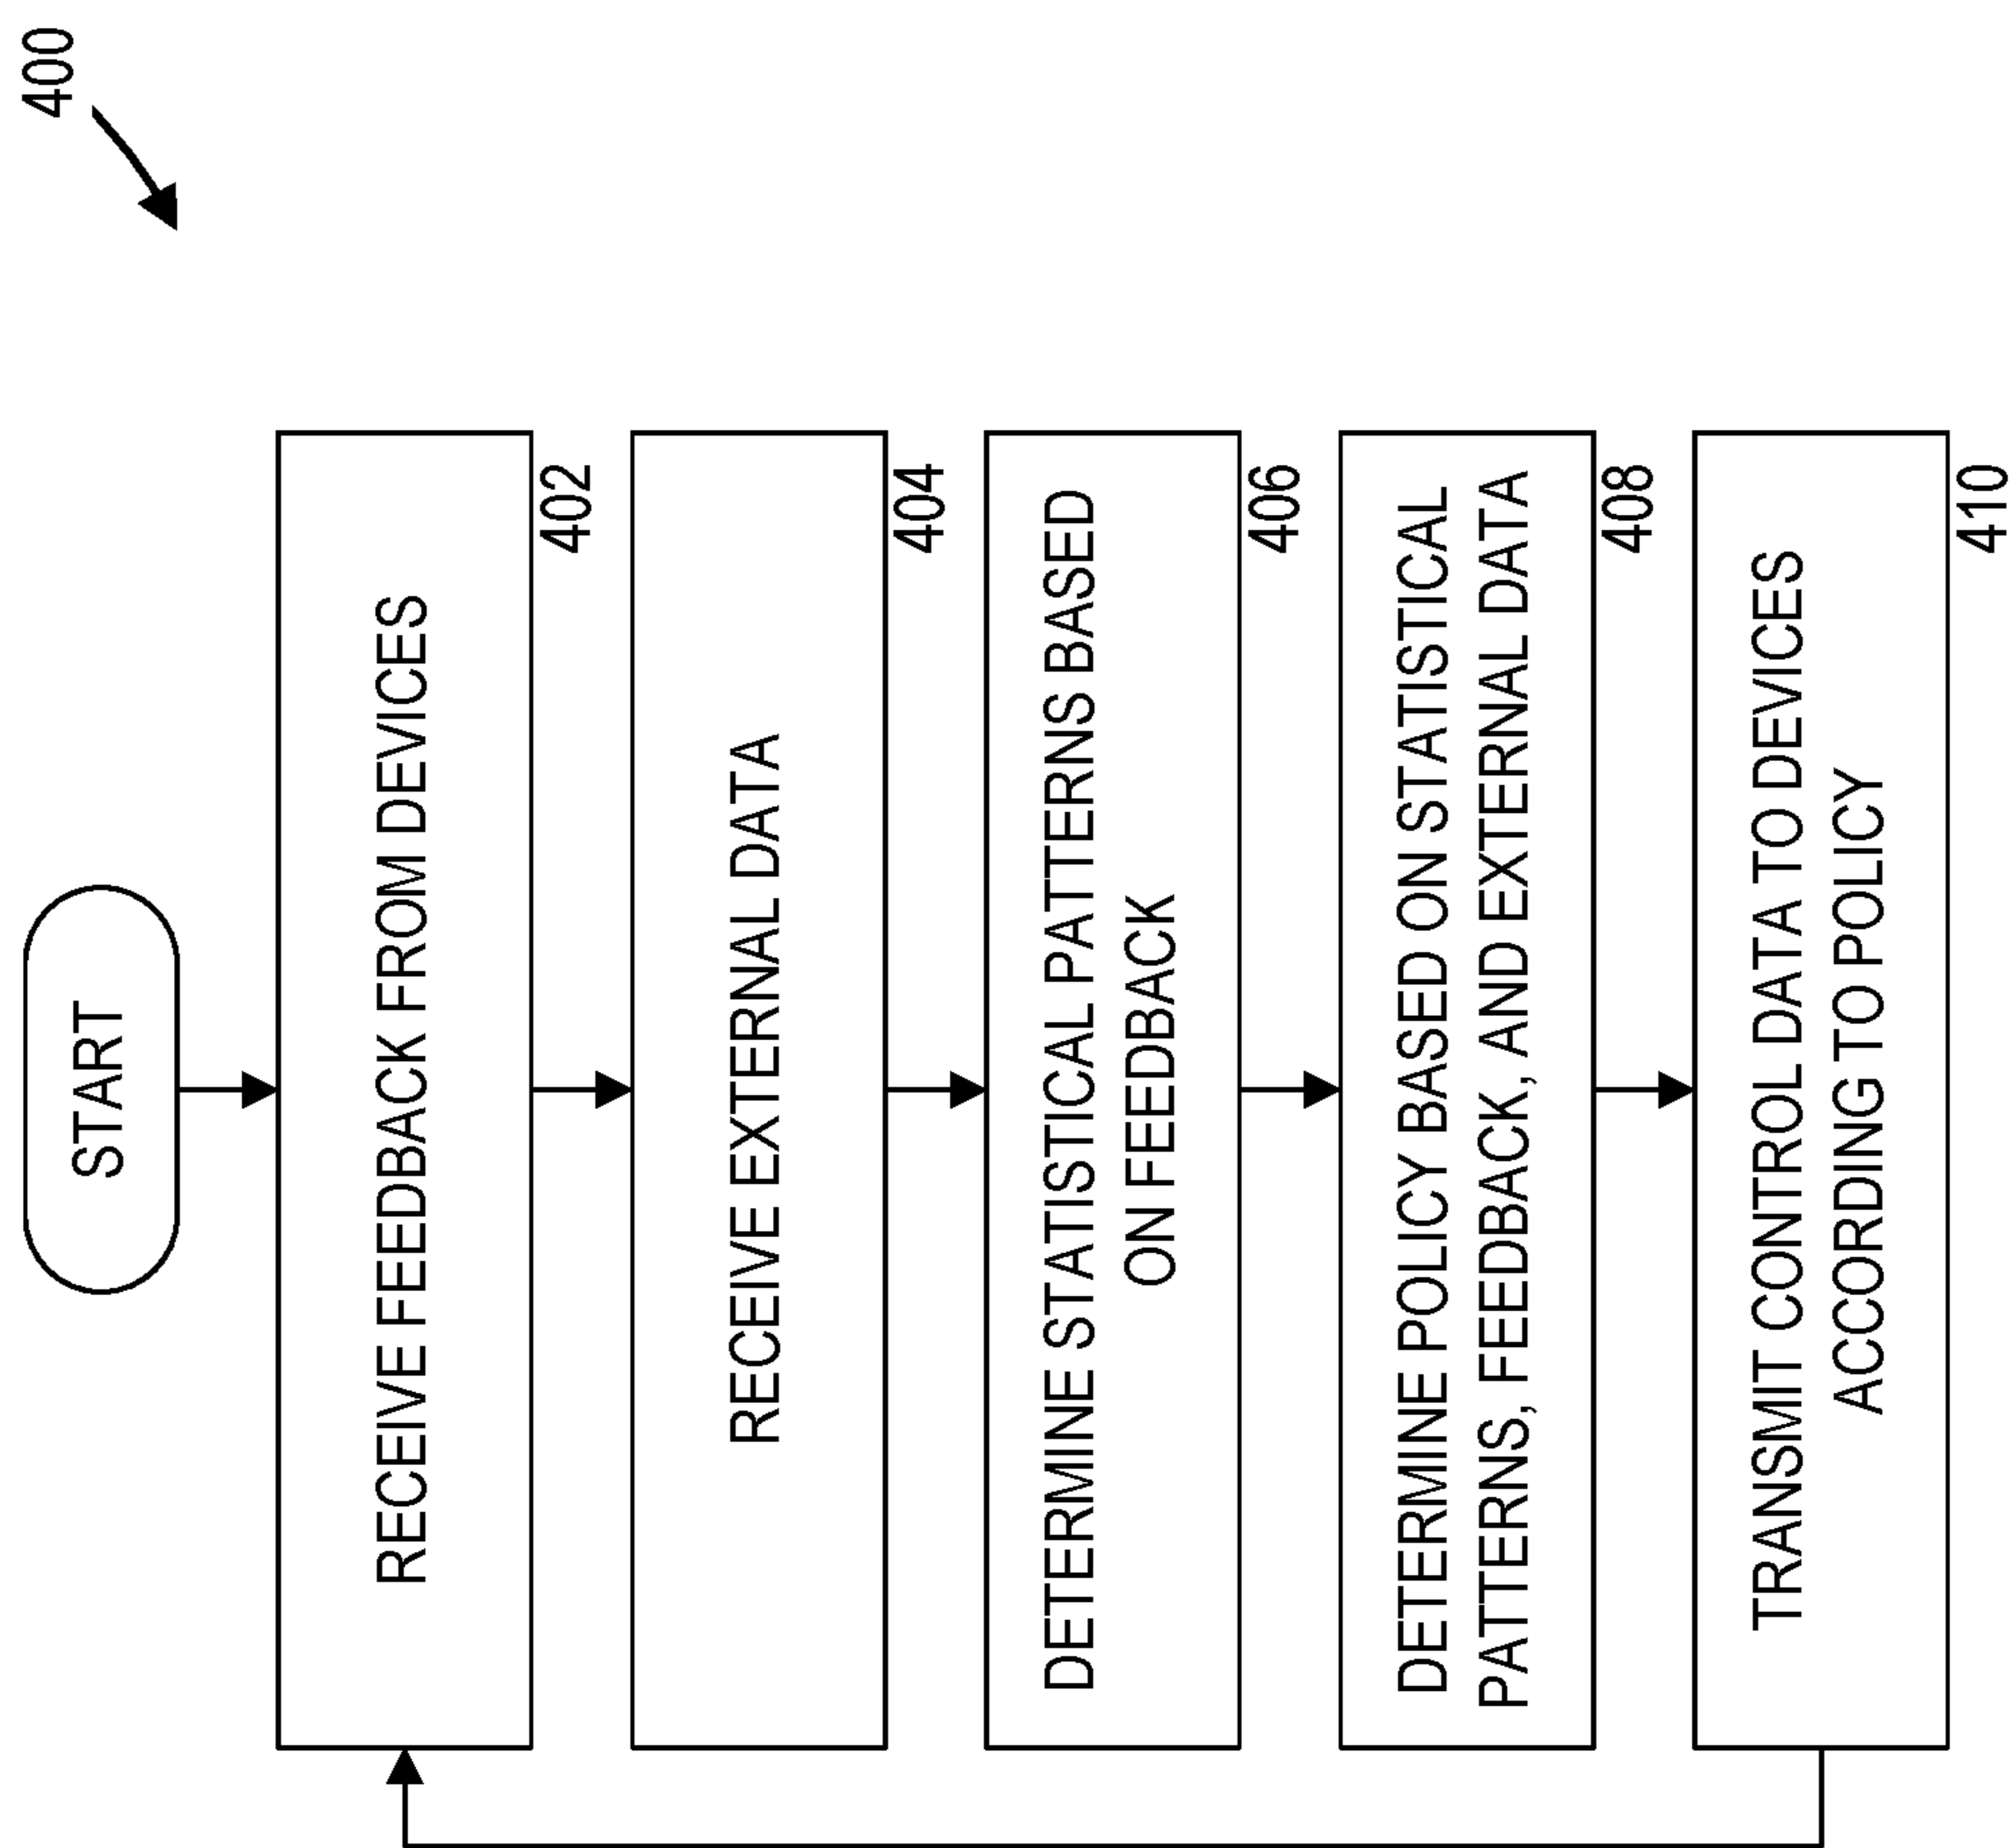 400
START
RECEIVE FEEDBACK FROM DEVICES
402
RECEIVE EXTERNAL DATA
404
DETERMINE STATISTICAL PATTERNS BASED
ON FEEDBACK
406
DETERMINE POLICY BASED ON STATISTICAL
PATTERNS, FEEDBACK, AND EXTERNAL DATA
408
TRANSMIT CONTROL DATA TO DEVICES
ACCORDING TO POLICY
410